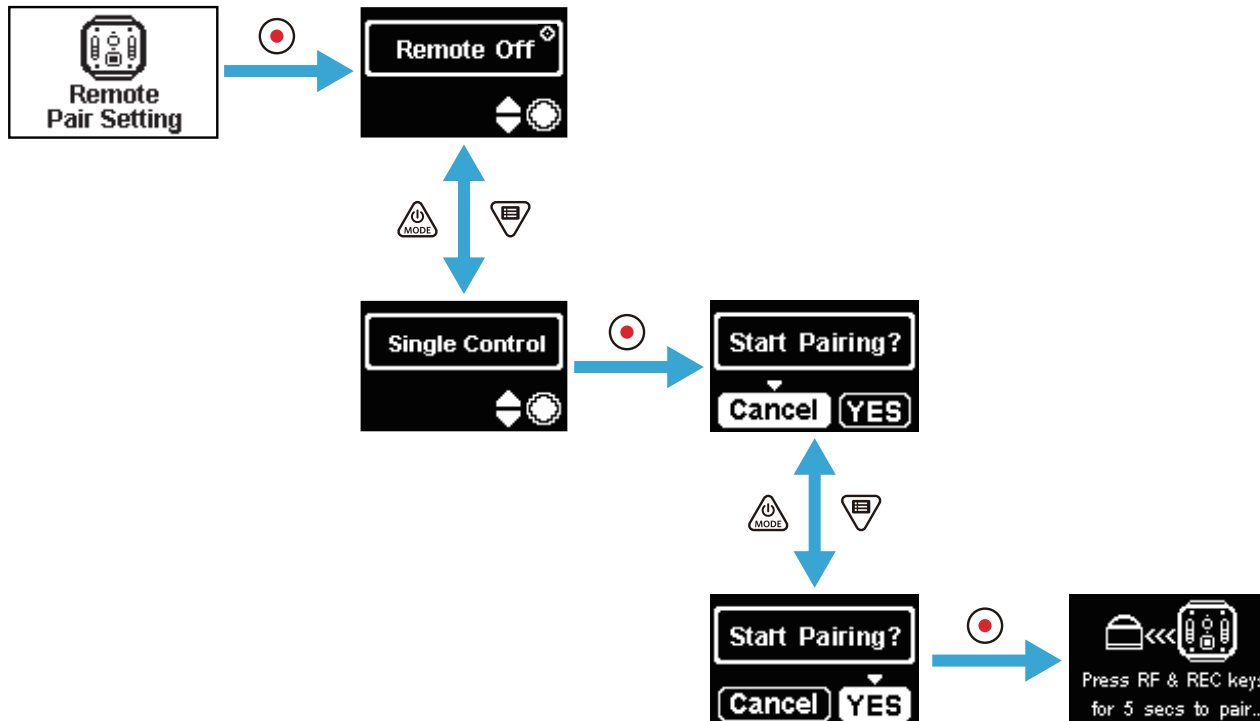 Remote
Pair Setting
Remote Off
MODE
Single Control
Start Pairing?
Cancel YES
MODE
Start Pairing?
Cancel YES
Press RF & REC keys
for 5 secs to pair..